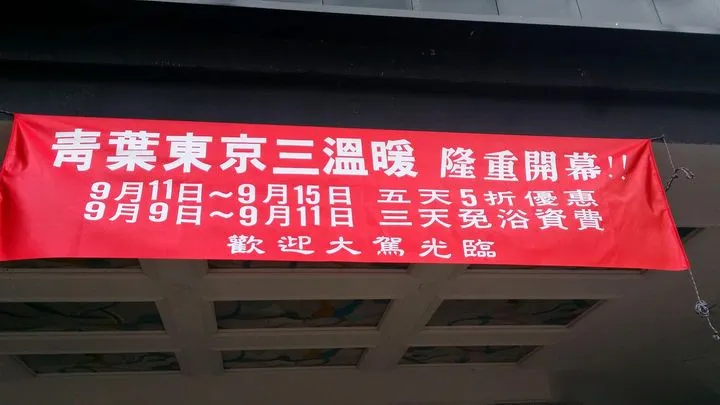 青葉東京三溫暖 隆重開幕!!
9月11日～9月15日 五天5折優惠
9月9日～9月11日 三天免浴資費
歡迎大駕光臨